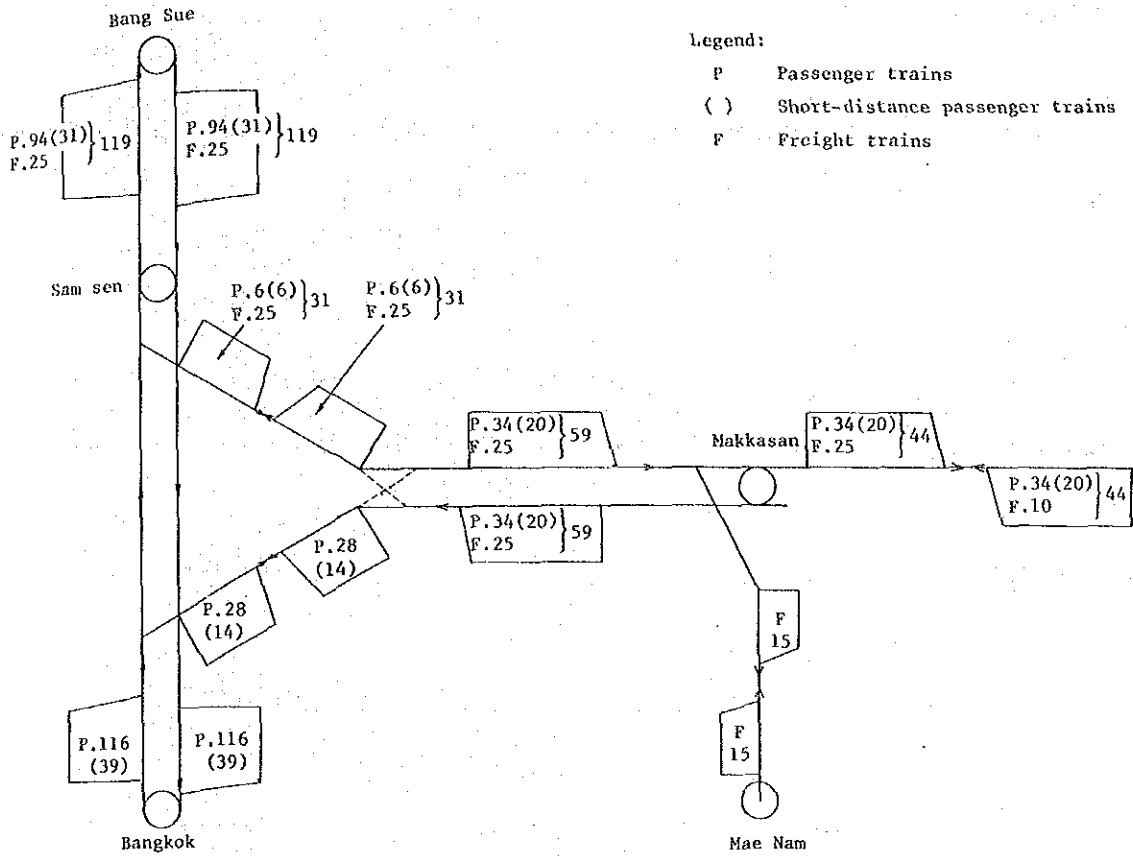 Bang Sue
Legend:
P Passenger trains
( ) Short-distance passenger trains
F Freight trains
P.94(31)
F.25 }119
P.94(31)
F.25 }119
Sam sen
P.6(6)
F.25 }31
P.6(6)
F.25 }31
P.34(20)
F.25 }59
Makkasan
P.34(20)
F.25 }44
P.34(20)
F.10 }44
P.34(20)
F.25 }59
P.28
(14)
P.28
(14)
F
15
F
15
P.116
(39)
P.116
(39)
Bangkok
Mae Nam